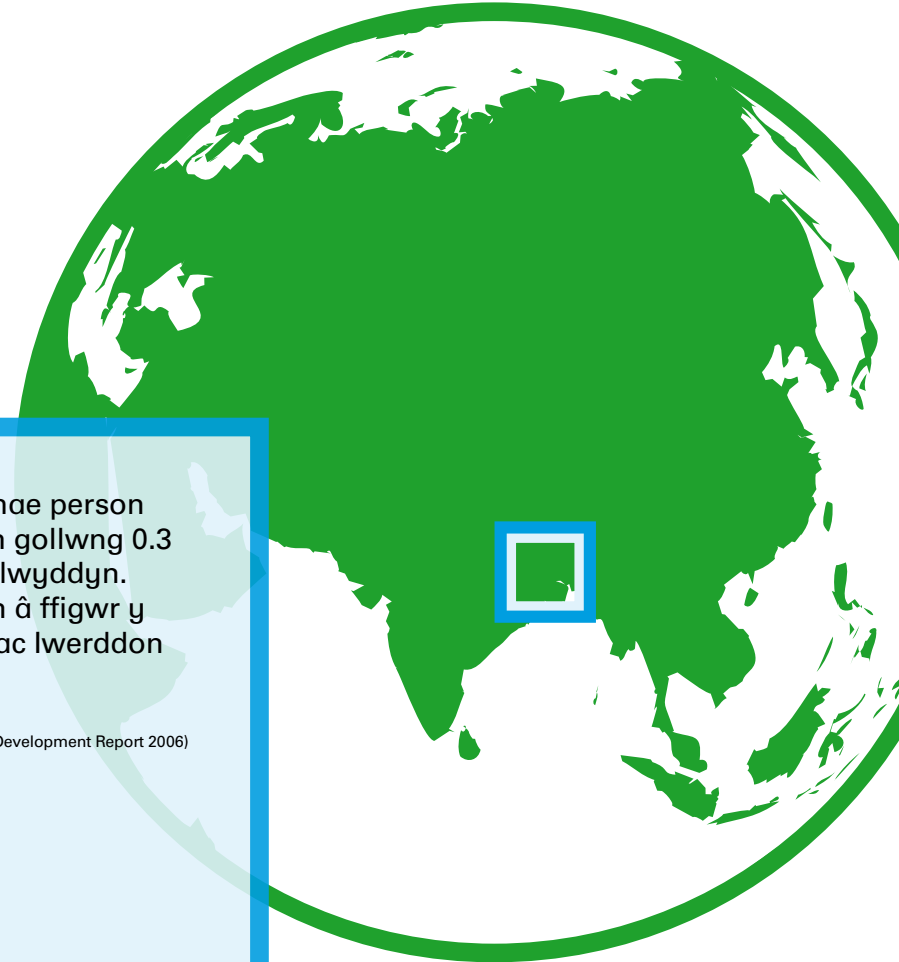 mae person
n gollwng 0.3
lwyddyn.
n â ffigwr y
ac Iwerddon
Development Report 2006)